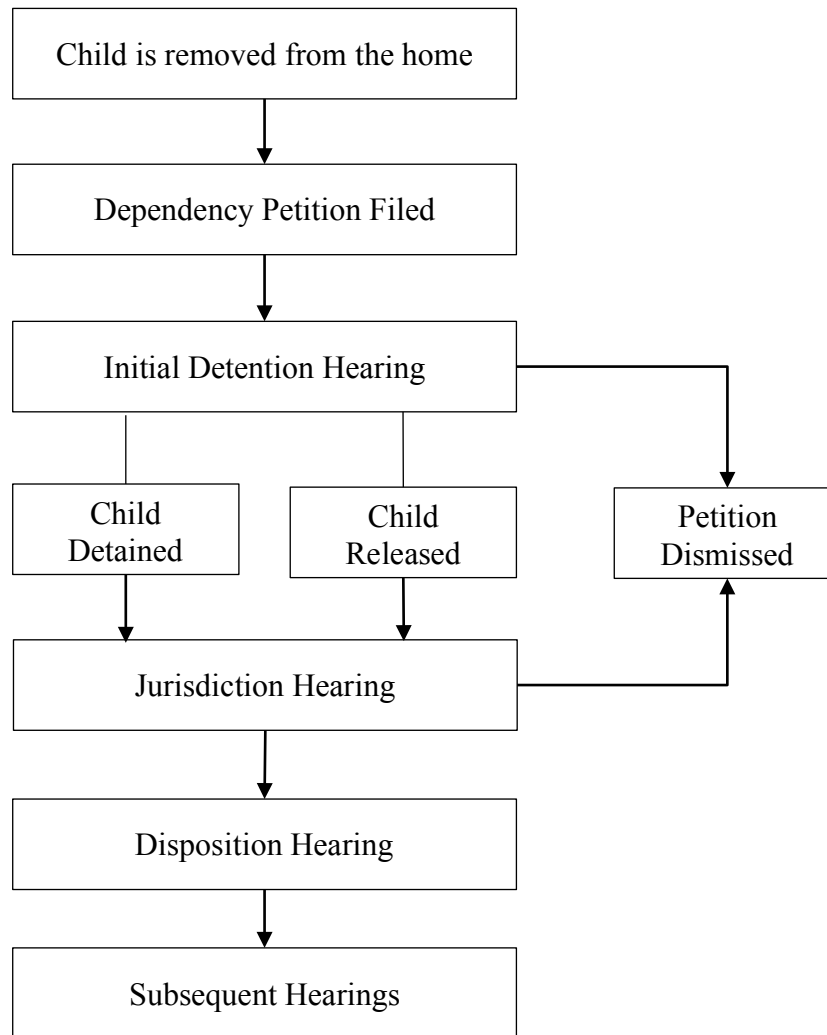 Child is removed from the home
Dependency Petition Filed
Initial Detention Hearing
Child
Detained
Child
Released
Petition
Dismissed
Jurisdiction Hearing
Disposition Hearing
Subsequent Hearings